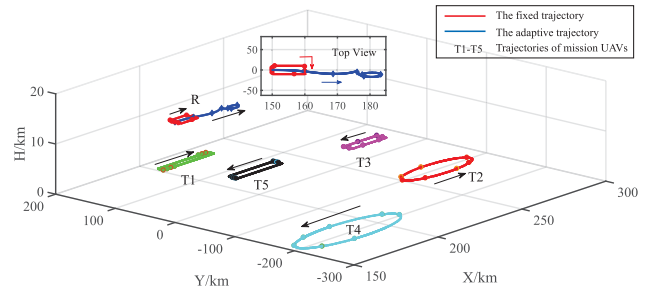 The fixed trajectory
The adaptive trajectory
T1-T5 Trajectories of mission UAVs
Top View
50
0
-50
150 160 170 180
20
10
0
H/km
R
T1
T5
T3
T2
T4
200
100
0
-100
-200
-300
Y/km
150
200
250
300
X/km